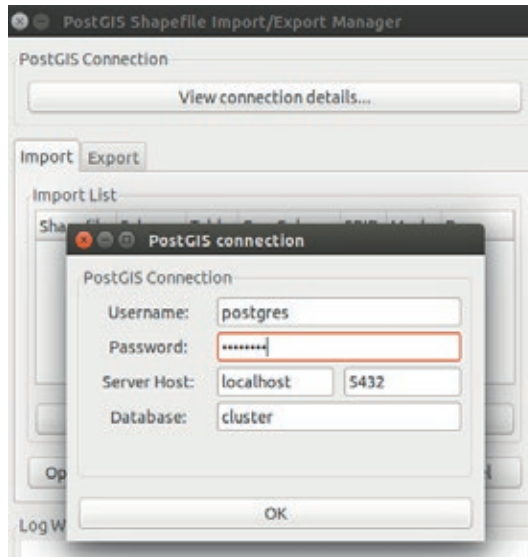 PostGIS Shapefile Import/Export Manager
PostGIS Connection
View connection details...
Import Export
Import List
PostGIS connection
PostGIS Connection
Username: postgres
Password: ••••••••
Server Host: localhost 5432
Database: cluster
OK